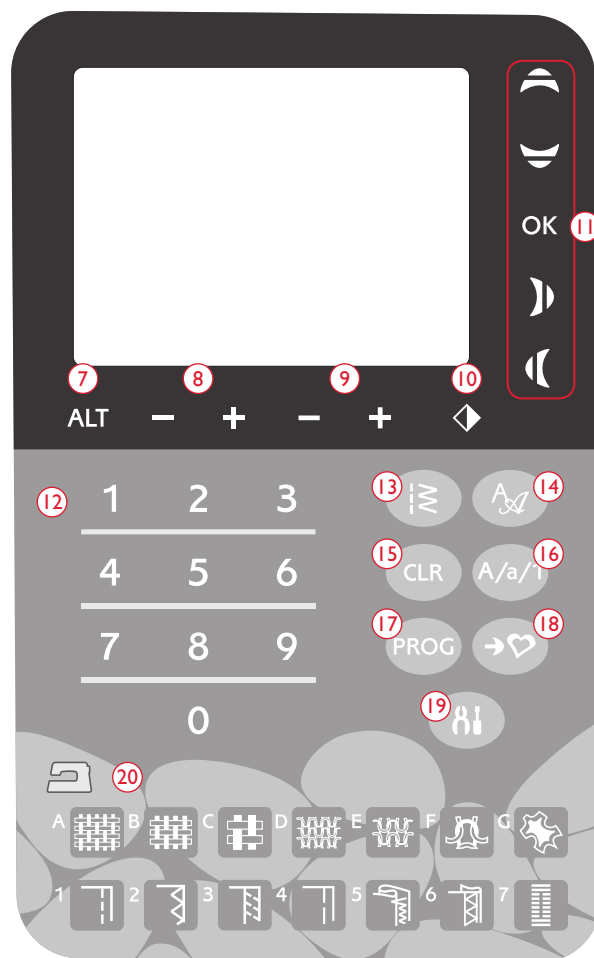 OK 11
7 8 9 10
ALT − + − +
12 1 2 3 13 14
15 16
4 5 6 CLR A/a/1
17 18
7 8 9 PROG
19
0
20
A B C D E F G
1 2 3 4 5 6 7